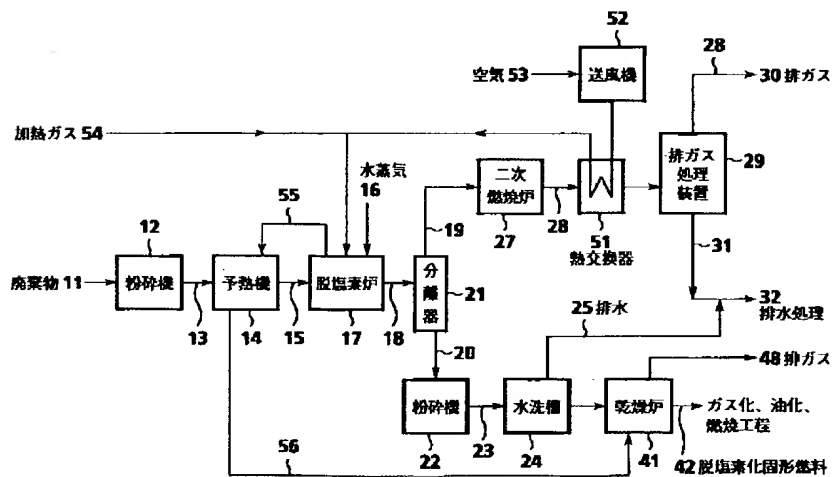 52
送風機
空気 53
28
30 排ガス
加熱ガス 54
水蒸気
16
二次
燃焼炉
27
28
51
熱交換器
排ガス
処理
装置
29
55
19
31
12
廃棄物 11
粉砕機
13
予熱機
14
15
脱塩素炉
17
18
分
離
器
21
32
排水処理
25 排水
20
48 排ガス
粉砕機
22
23
水洗槽
24
乾燥炉
41
ガス化、油化、
燃焼工程
42 脱塩素化固形燃料
56